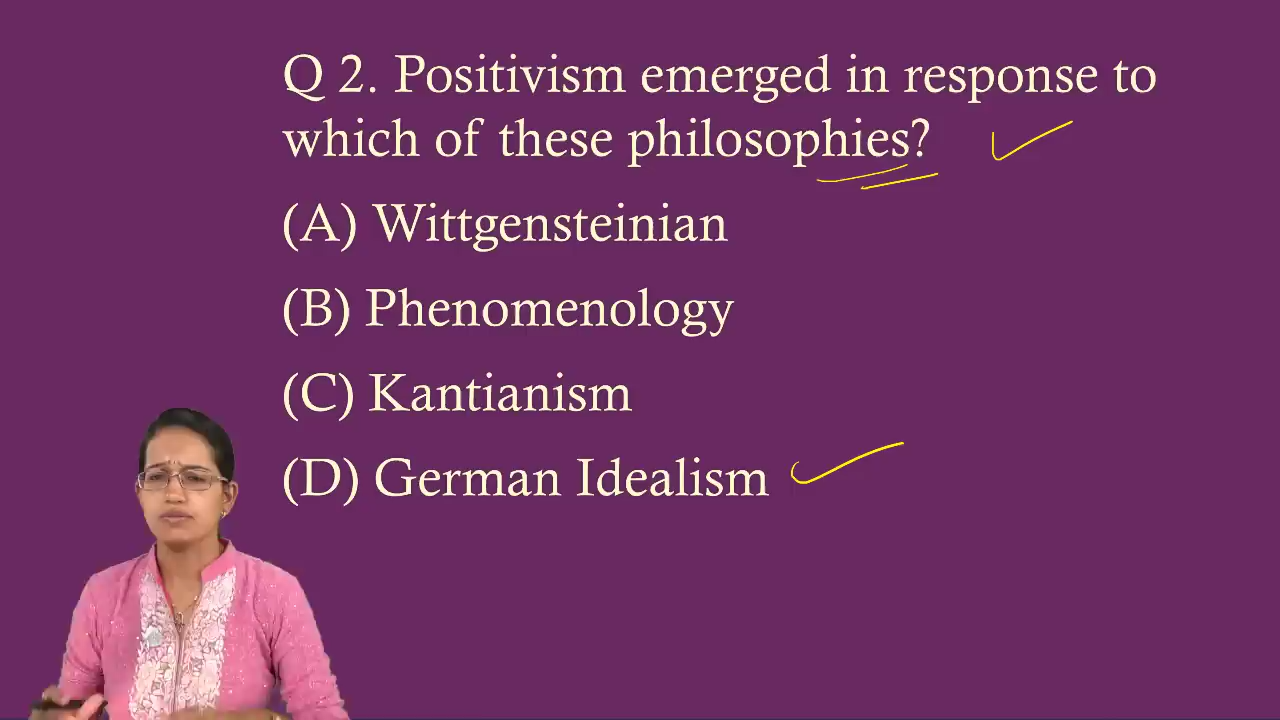 Q 2. Positivism emerged in response to
which of these philosophies?
(A) Wittgensteinian
(B) Phenomenology
(C) Kantianism
(D) German Idealism